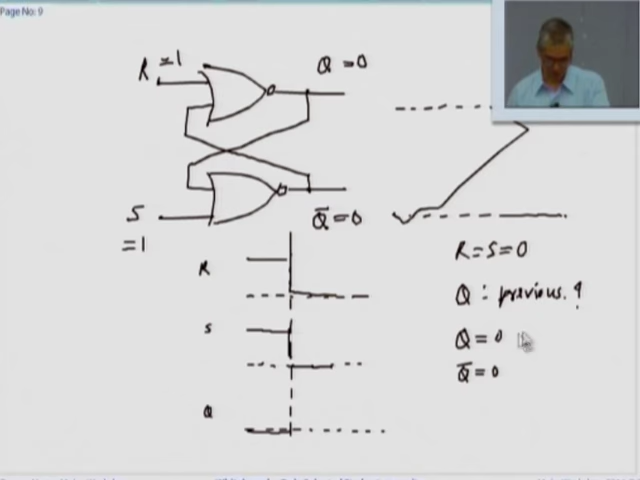 Page No: 9
R =1
Q =0
S
=1
Q̄ =0
R
S
Q
R=S=0
Q : previous. ?
Q = 0
Q̄ = 0